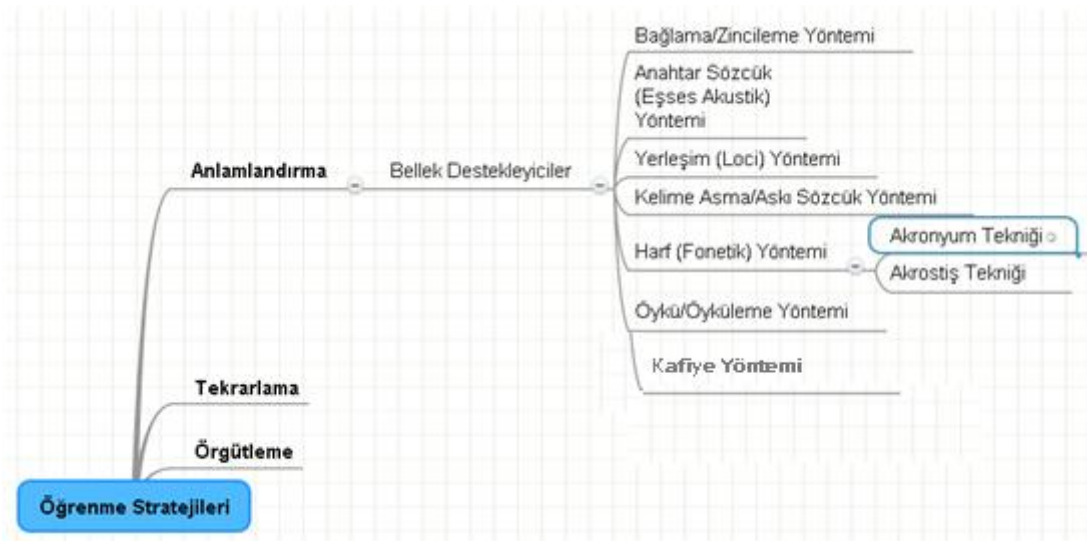 Bağlama/Zincileme Yöntemi
Anahtar Sözcük
(Eşses Akustik)
Yöntemi
Anlamlandırma
Bellek Destekleyiciler
Yerleşim (Loci) Yöntemi
Kelime Asma/Askı Sözcük Yöntemi
Harf (Fonetik) Yöntemi
Akronyum Tekniği
Akrostiş Tekniği
Öykü/Öyküleme Yöntemi
Kafiye Yöntemi
Tekrarlama
Örgütleme
Öğrenme Stratejileri